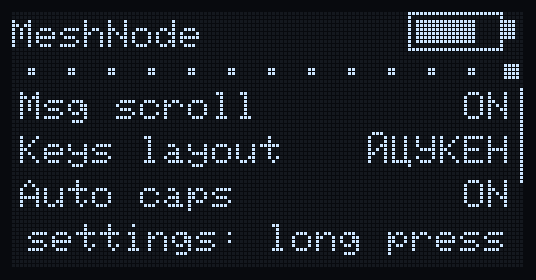 MeshNode
Msg scroll ON
Keys layout ЙЦУКЕН
Auto caps ON
settings: long press